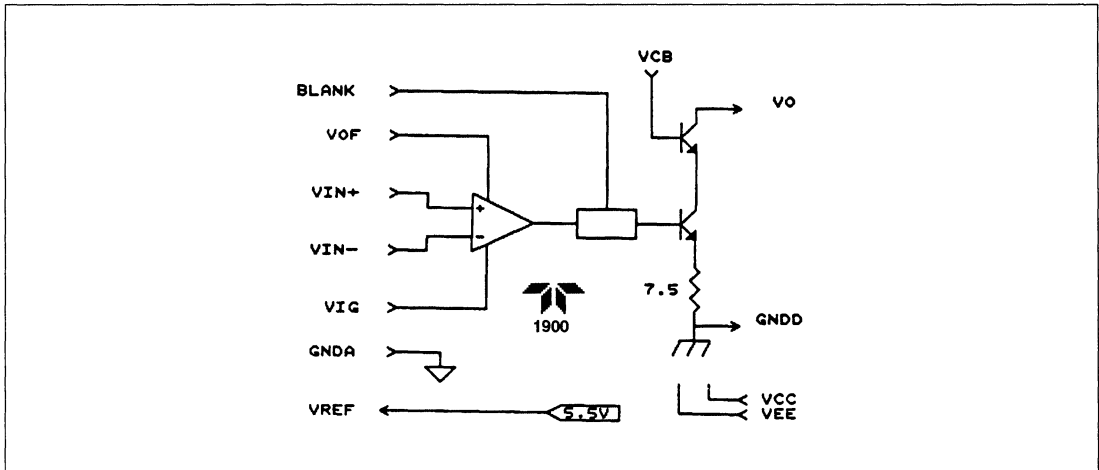 VCB
BLANK
VO
VOF
VIN+
+
VIN-
-
VIG
7.5
1900
GNDD
GNDA
VREF
5.5V
VCC
VEE